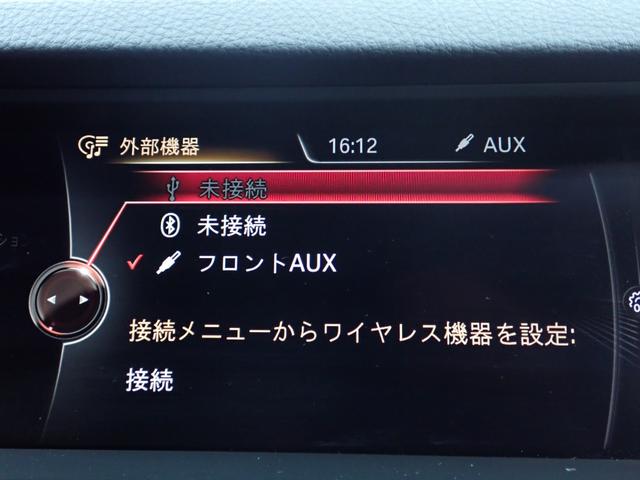 外部機器 16:12 AUX
未接続
未接続
フロントAUX
接続メニューからワイヤレス機器を設定:
接続